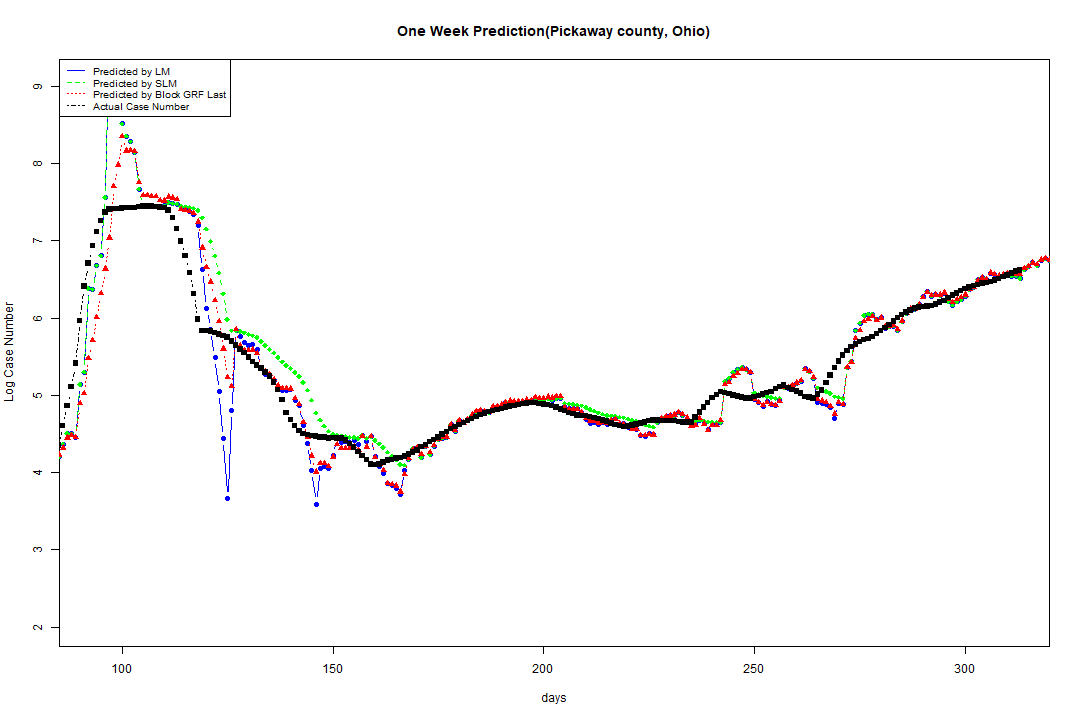 One Week Prediction(Pickaway county, Ohio)
Predicted by LM
Predicted by SLM
Predicted by Block GRF Last
Actual Case Number
Log Case Number
9
8
7
6
5
4
3
2
100 150 200 250 300
days